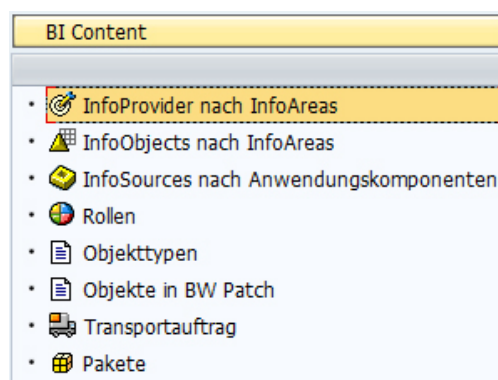 BI Content
InfoProvider nach InfoAreas
InfoObjects nach InfoAreas
InfoSources nach Anwendungskomponenten
Rollen
Objekttypen
Objekte in BW Patch
Transportauftrag
Pakete